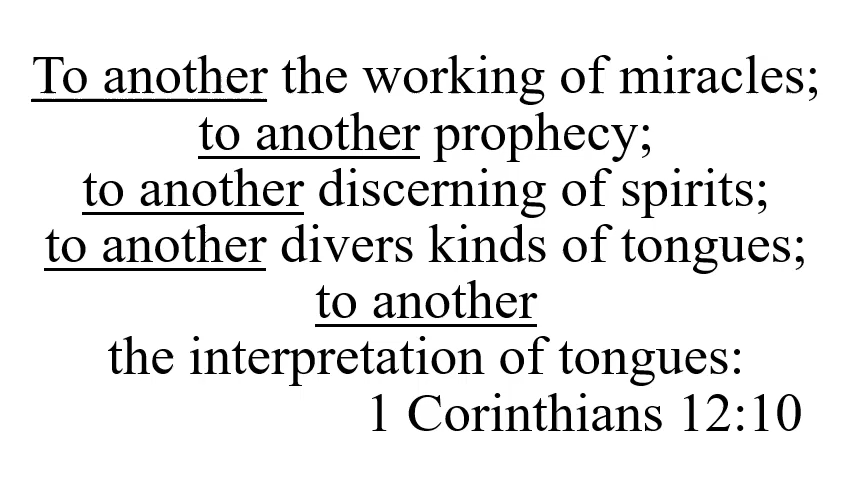 To another the working of miracles;
to another prophecy;
to another discerning of spirits;
to another divers kinds of tongues;
to another
the interpretation of tongues:
1 Corinthians 12:10